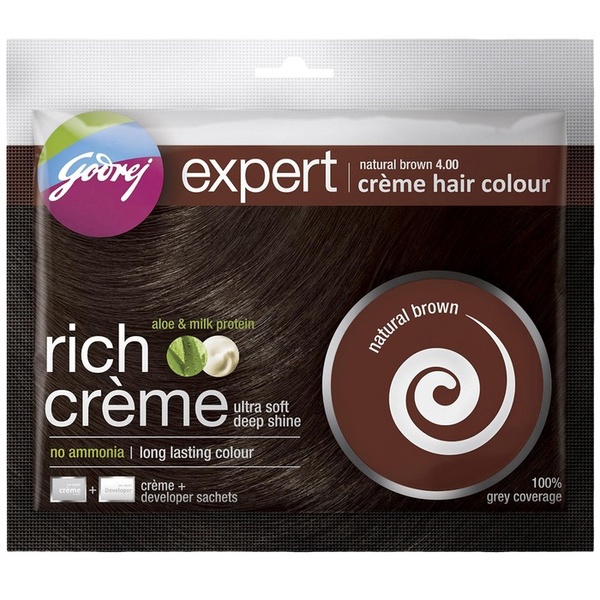 Godrej
expert
natural brown 4.00
crème hair colour
aloe & milk protein
rich
crème
ultra soft
deep shine
no ammonia | long lasting colour
crème
+
Developer
crème +
developer sachets
natural brown
100%
grey coverage